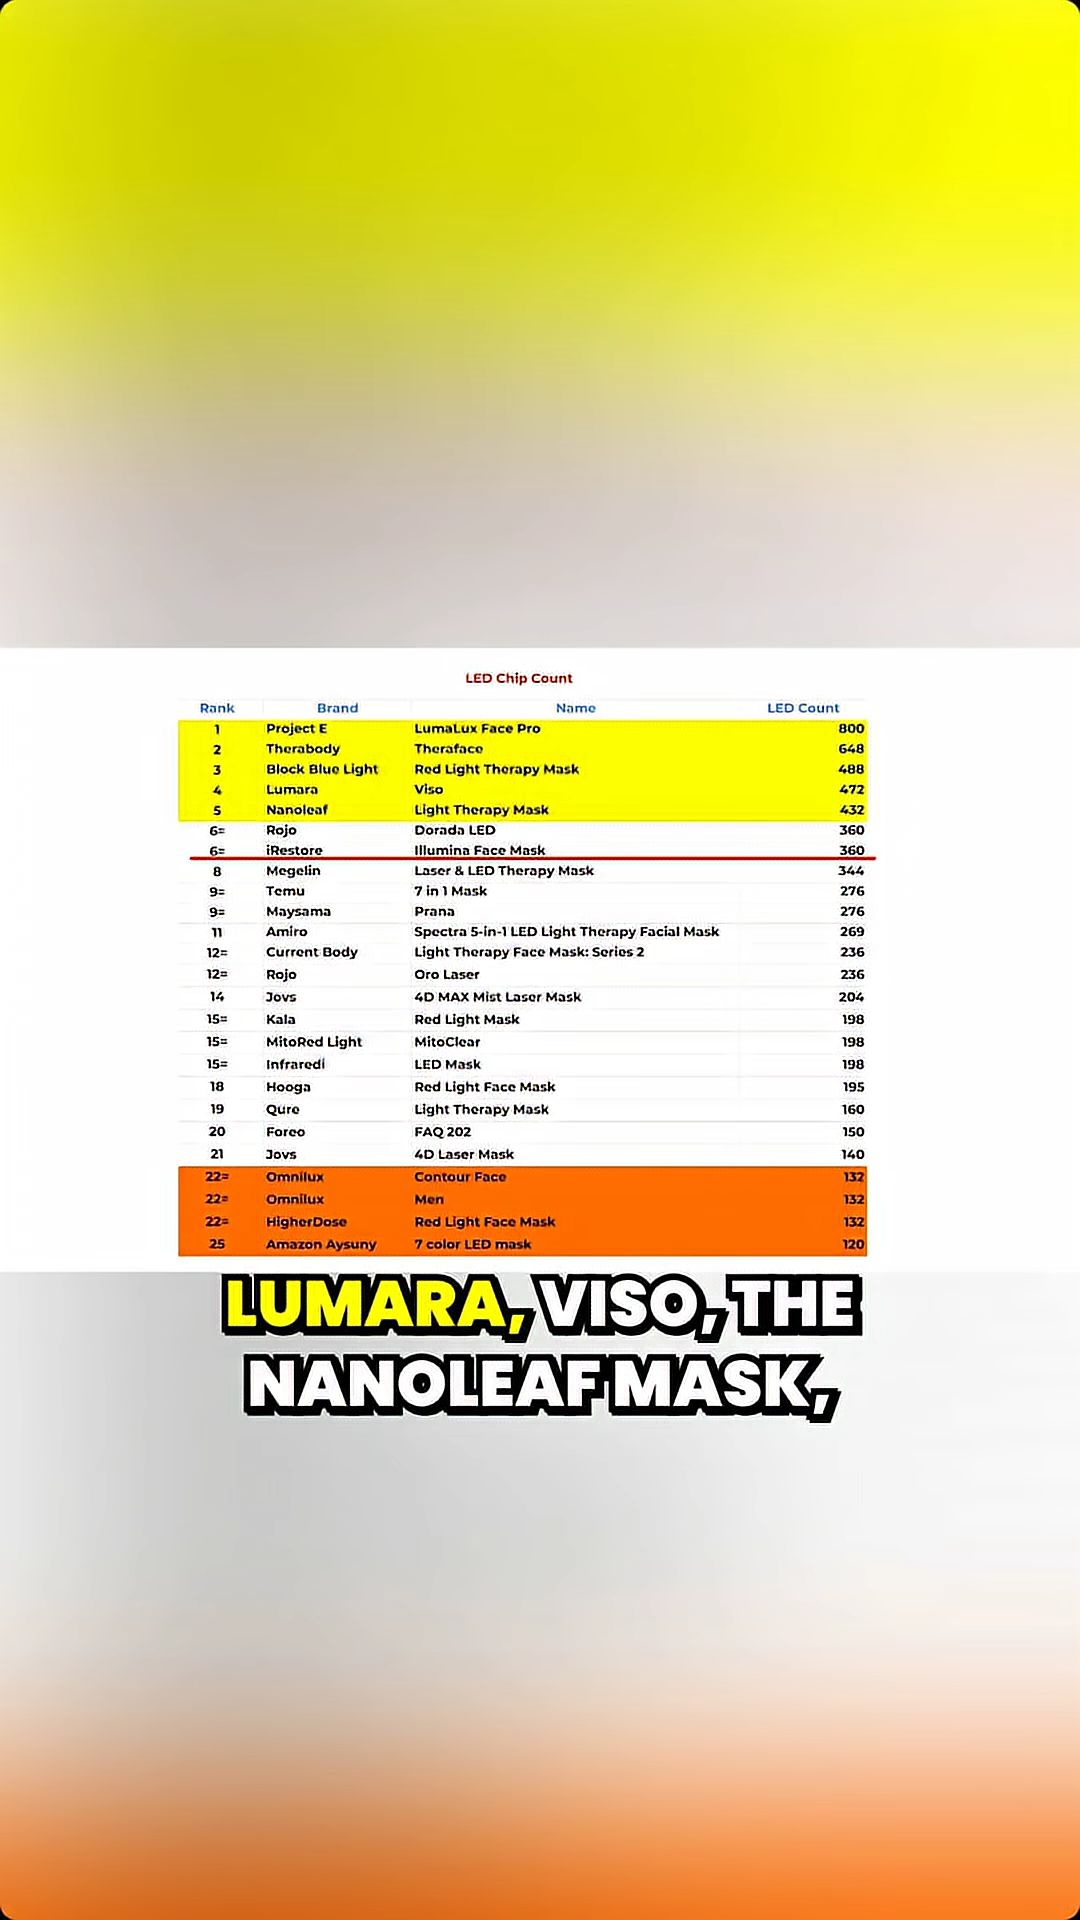 LED Chip Count
Rank Brand Name LED Count
1 Project E LumaLux Face Pro 800
2 Therabody Theraface 648
3 Block Blue Light Red Light Therapy Mask 488
4 Lumara Viso 472
5 Nanoleaf Light Therapy Mask 432
6= Rojo Dorada LED 360
6= iRestore Illumina Face Mask 360
8 Megelin Laser & LED Therapy Mask 344
9= Temu 7 in 1 Mask 276
9= Maysama Prana 276
11 Amiro Spectra 5-in-1 LED Light Therapy Facial Mask 269
12= Current Body Light Therapy Face Mask: Series 2 236
12= Rojo Oro Laser 236
14 Jovs 4D MAX Mist Laser Mask 204
15= Kala Red Light Mask 198
15= MitoRed Light MitoClear 198
15= Infraredi LED Mask 198
18 Hooga Red Light Face Mask 195
19 Qure Light Therapy Mask 160
20 Foreo FAQ 202 150
21 Jovs 4D Laser Mask 140
22= Omnilux Contour Face 132
22= Omnilux Men 132
22= HigherDose Red Light Face Mask 132
25 Amazon Aysuny 7 color LED mask 120
LUMARA, VISO, THE
NANOLEAF MASK,